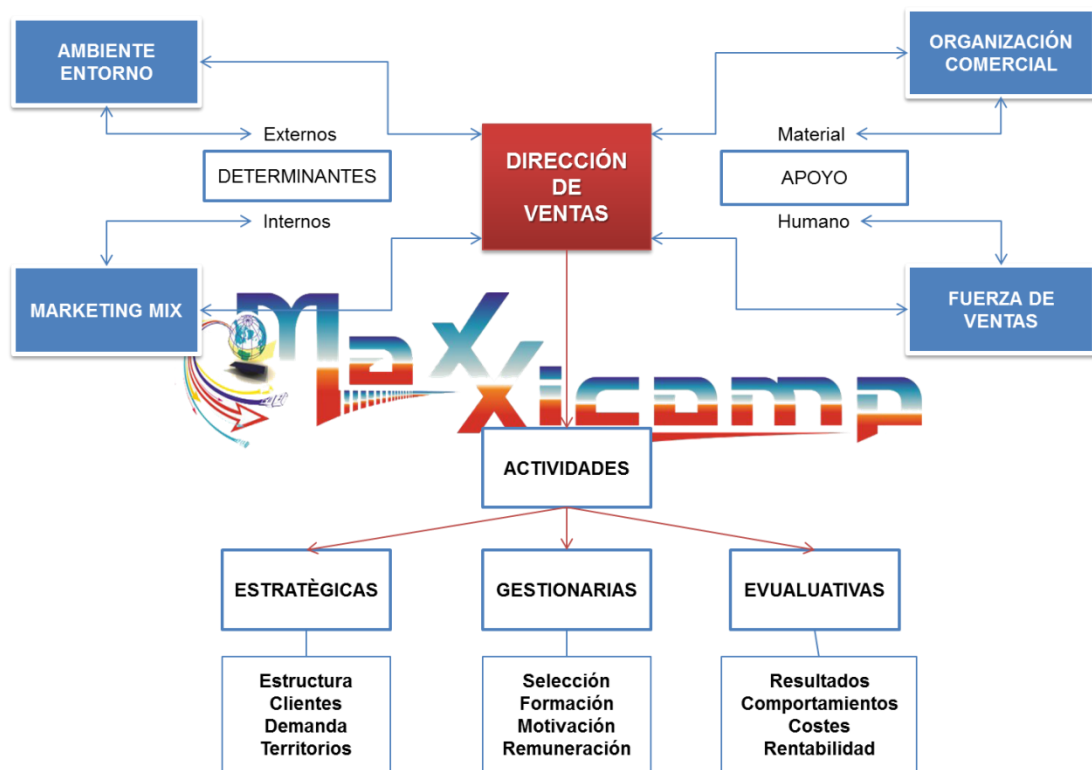 AMBIENTE
ENTORNO
ORGANIZACIÓN
COMERCIAL
Externos
Material
DETERMINANTES
DIRECCIÓN
DE
VENTAS
APOYO
Internos
Humano
MARKETING MIX
FUERZA DE
VENTAS
Maxxicamp
ACTIVIDADES
ESTRATÈGICAS
GESTIONARIAS
EVUALUATIVAS
Estructura
Clientes
Demanda
Territorios
Selección
Formación
Motivación
Remuneración
Resultados
Comportamientos
Costes
Rentabilidad